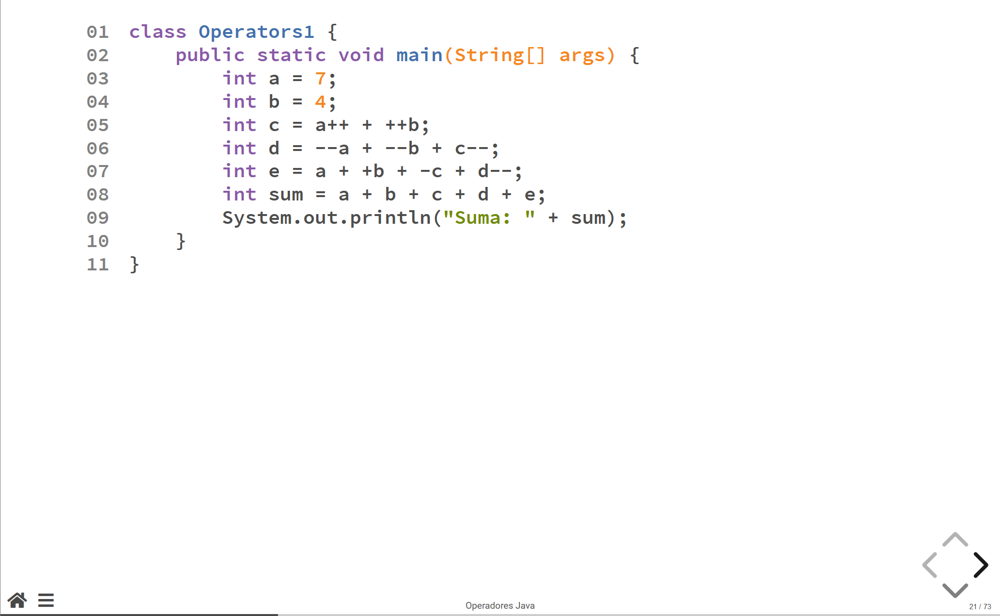 01 class Operators1 {
02     public static void main(String[] args) {
03         int a = 7;
04         int b = 4;
05         int c = a++ + ++b;
06         int d = --a + --b + c--;
07         int e = a + +b + -c + d--;
08         int sum = a + b + c + d + e;
09         System.out.println("Suma: " + sum);
10     }
11 }
Operadores Java
21 / 73